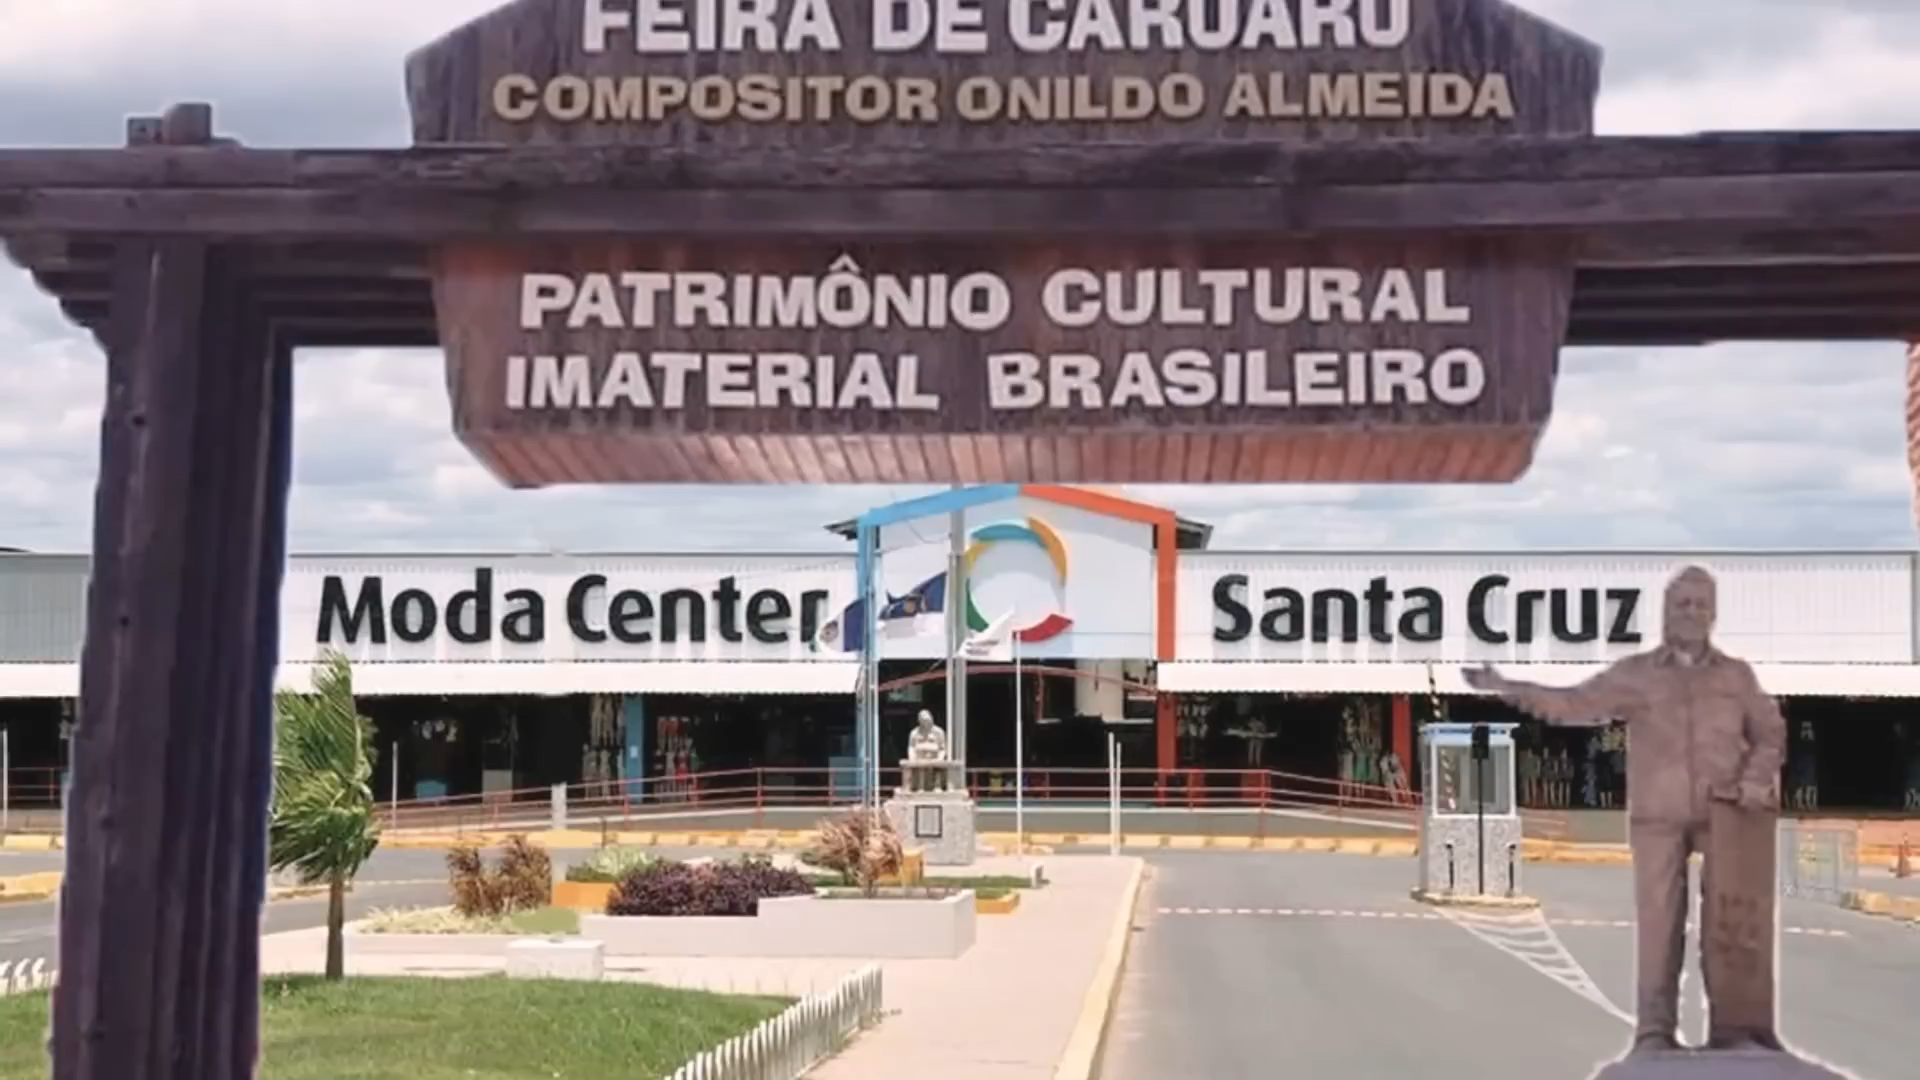 FEIRA DE CARUARU
COMPOSITOR ONILDO ALMEIDA
PATRIMÔNIO CULTURAL
IMATERIAL BRASILEIRO
Moda Center
Santa Cruz